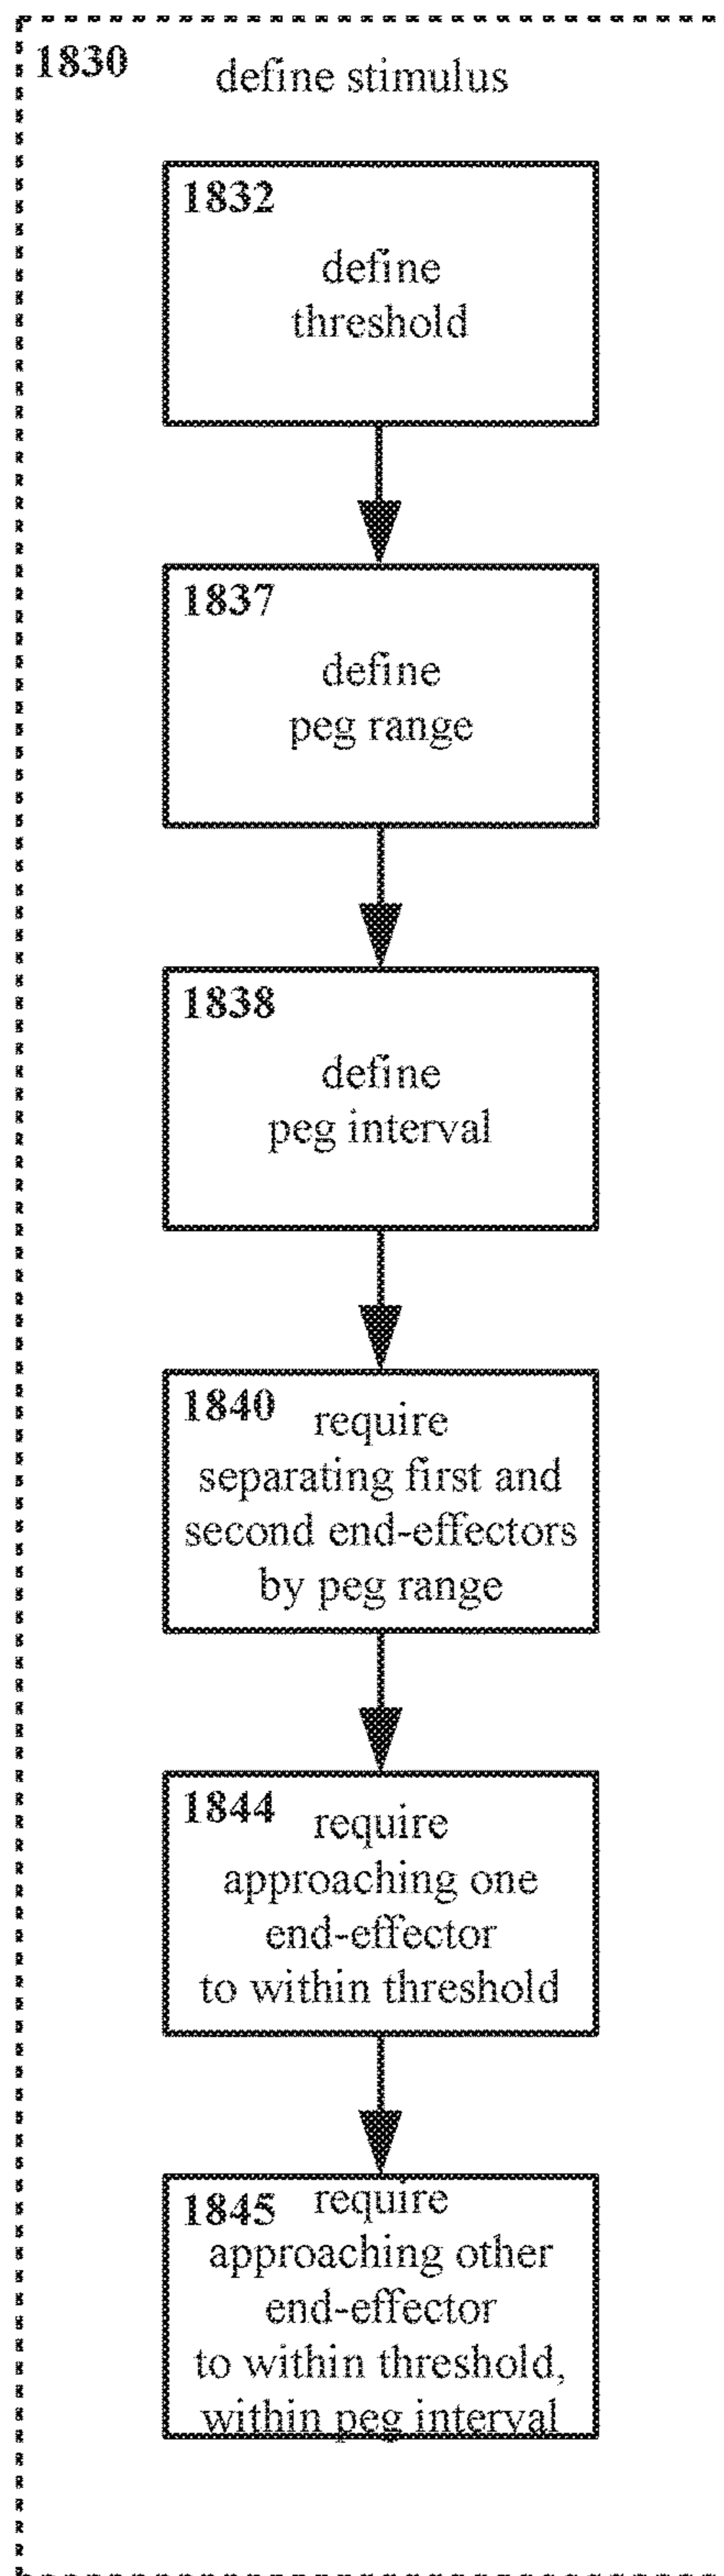 1830 define stimulus
1832
define
threshold
1837
define
peg range
1838
define
peg interval
1840 require
separating first and
second end-effectors
by peg range
1844 require
approaching one
end-effector
to within threshold
1845 require
approaching other
end-effector
to within threshold,
within peg interval